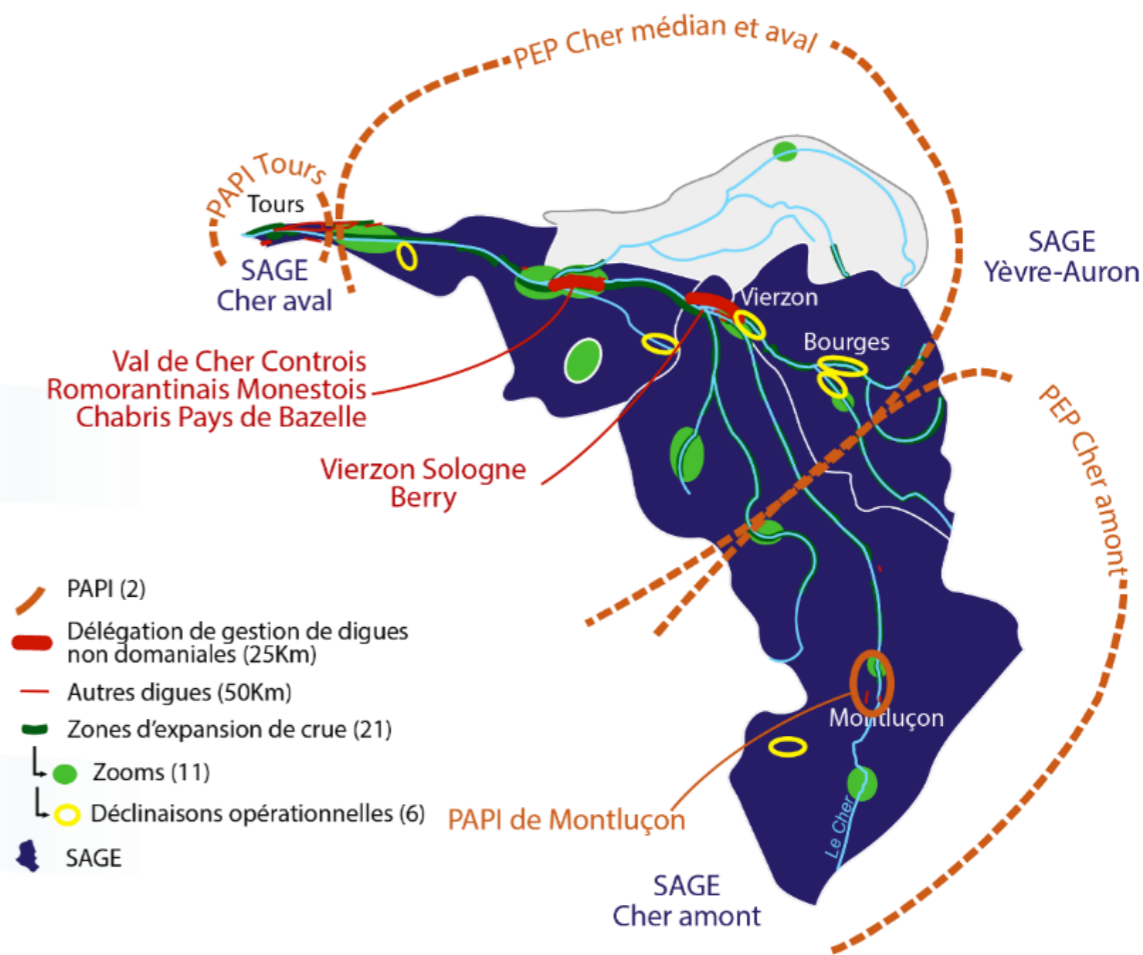 PEP Cher médian et aval
PAPI Tours
Tours
SAGE
Cher aval
SAGE
Yèvre-Auron
Vierzon
Bourges
Val de Cher Controis
Romorantinais Monestois
Chabris Pays de Bazelle
Vierzon Sologne
Berry
PEP Cher amont
PAPI (2)
Délégation de gestion de digues
non domaniales (25Km)
Autres digues (50Km)
Zones d'expansion de crue (21)
Zooms (11)
Déclinaisons opérationnelles (6)
SAGE
Montluçon
PAPI de Montluçon
Le Cher
SAGE
Cher amont